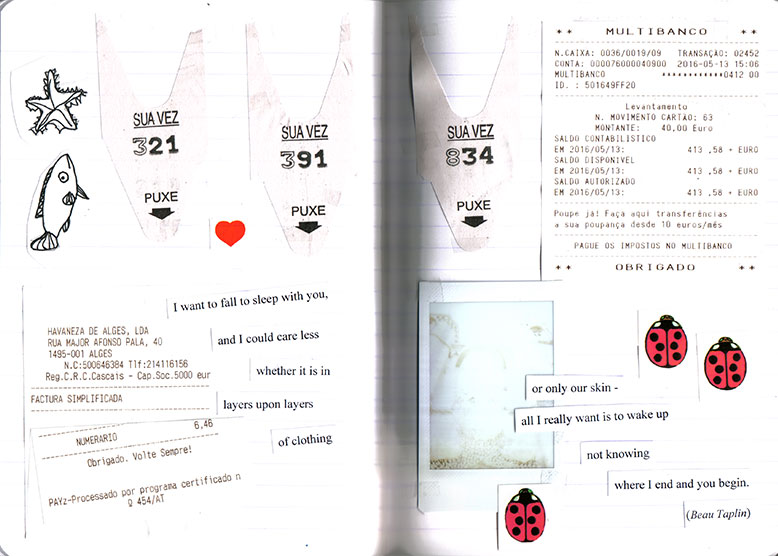 SUA VEZ
321
PUXE
SUA VEZ
391
PUXE
HAVANEZA DE ALGES, LDA
RUA MAJOR AFONSO PALA, 40
1495-001 ALGES
N.C:500646384 Tlf:214116156
Reg.C.R.C.Cascais - Cap.Soc.5000 eur
FACTURA SIMPLIFICADA
NUMERARIO 6,46
Obrigado. Volte Sempre!
PAYz-Processado por programa certificado n
º 454/AT
I want to fall to sleep with you,
and I could care less
whether it is in
layers upon layers
of clothing
SUA VEZ
834
PUXE
** MULTIBANCO **
N.CAIXA: 0036/0019/09 TRANSAÇÃO: 02452
CONTA: 000076000040900 2016-05-13 15:06
MULTIBANCO ************0412 00
ID. : 501649FF20
Levantamento
N. MOVIMENTO CARTÃO: 63
MONTANTE: 40,00 Euro
SALDO CONTABILISTICO
EM 2016/05/13: 413 ,58 + EURO
SALDO DISPONIVEL
EM 2016/05/13: 413 ,58 + EURO
SALDO AUTORIZADO
EM 2016/05/13: 413 ,58 + EURO
Poupe já! Faça aqui transferências
a sua poupança desde 10 euros/mês
PAGUE OS IMPOSTOS NO MULTIBANCO
** OBRIGADO **
or only our skin -
all I really want is to wake up
not knowing
where I end and you begin.
(Beau Taplin)